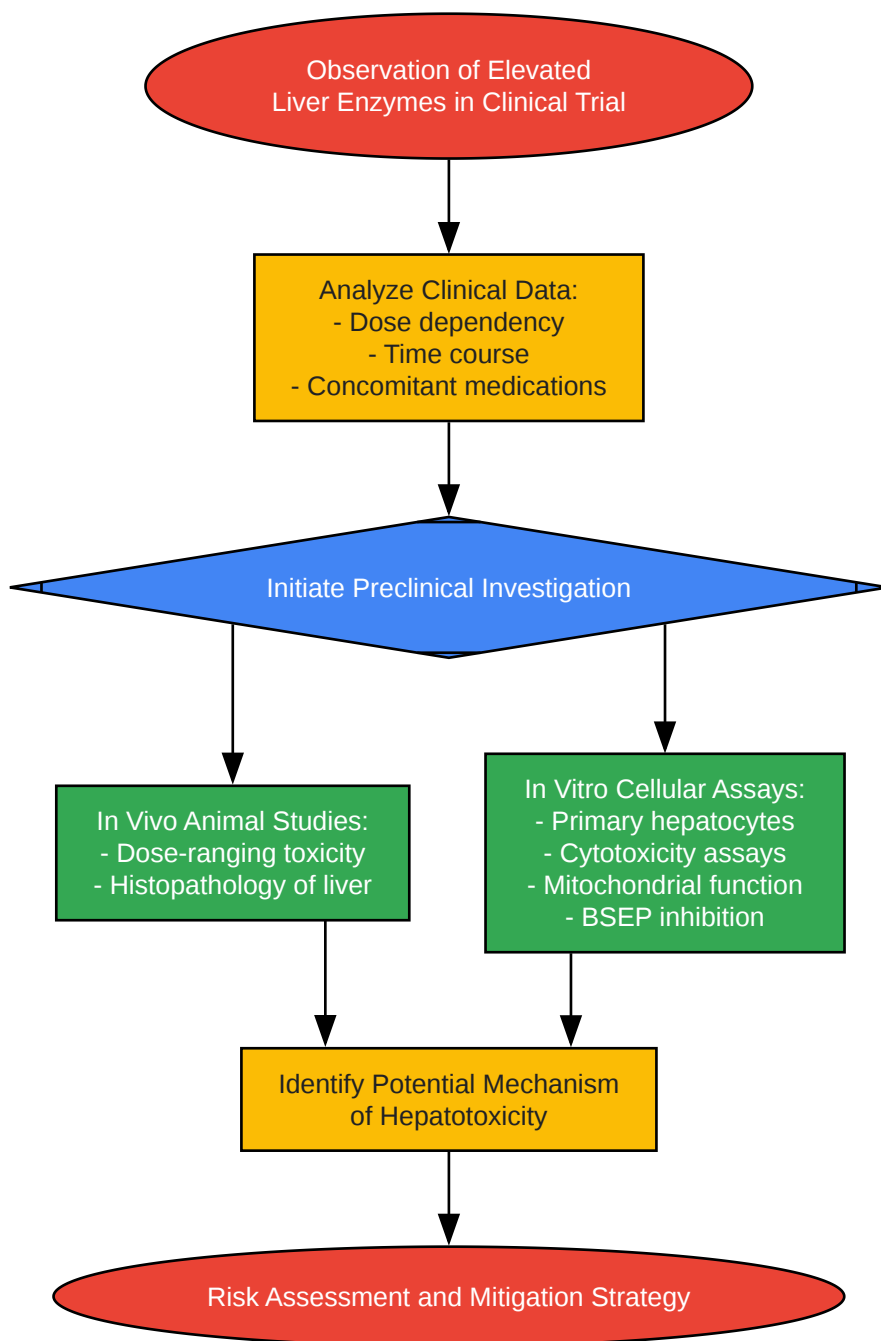 Observation of Elevated
Liver Enzymes in Clinical Trial
Analyze Clinical Data:
- Dose dependency
- Time course
- Concomitant medications
Initiate Preclinical Investigation
In Vivo Animal Studies:
- Dose-ranging toxicity
- Histopathology of liver
In Vitro Cellular Assays:
- Primary hepatocytes
- Cytotoxicity assays
- Mitochondrial function
- BSEP inhibition
Identify Potential Mechanism
of Hepatotoxicity
Risk Assessment and Mitigation Strategy